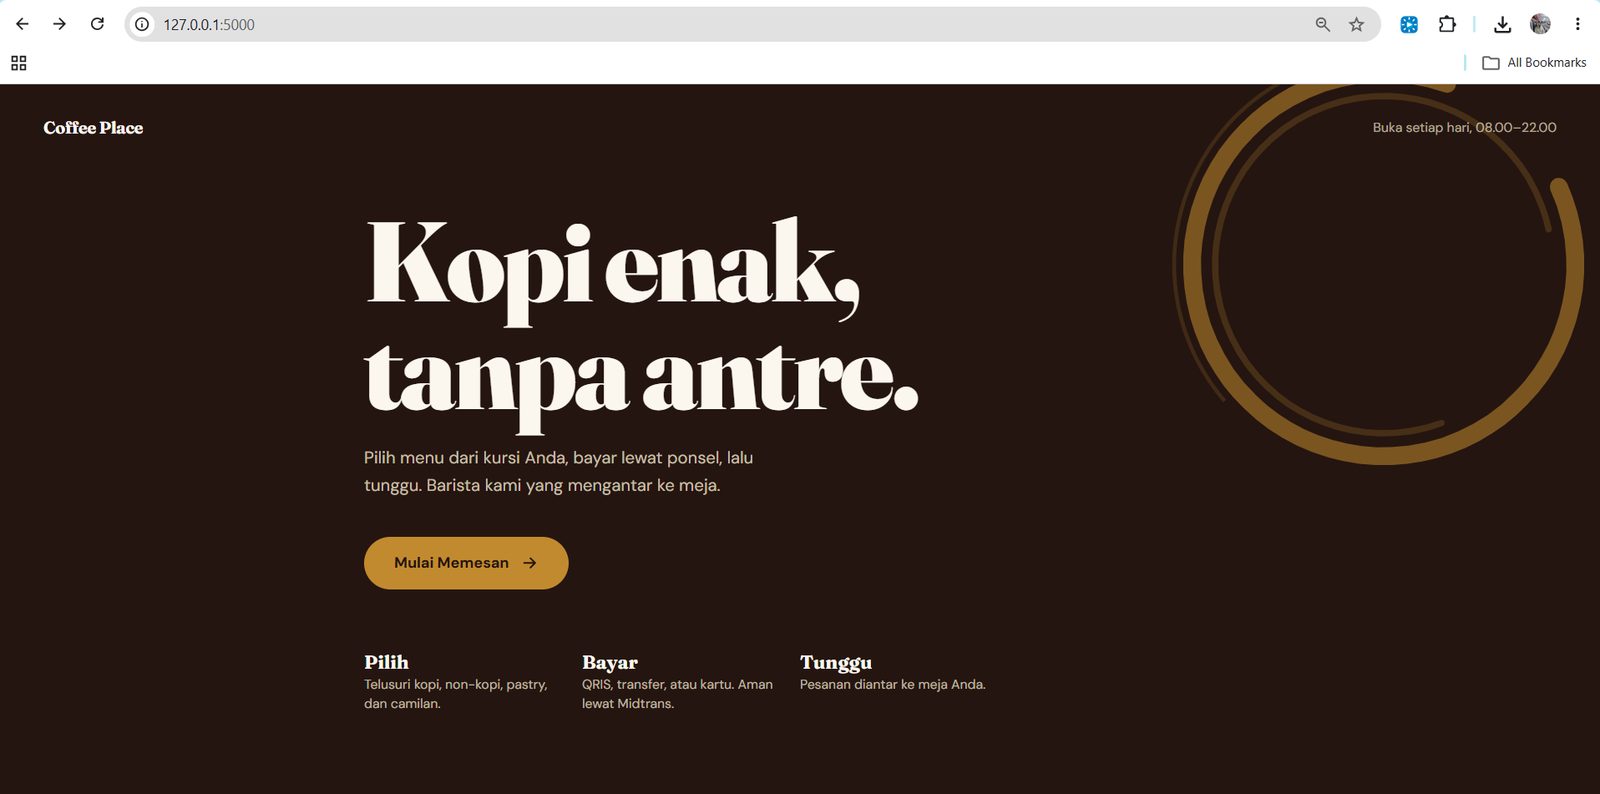 127.0.0.1:5000
All Bookmarks
Coffee Place
Buka setiap hari, 08.00–22.00
Kopi enak,
tanpa antre.
Pilih menu dari kursi Anda, bayar lewat ponsel, lalu
tunggu. Barista kami yang mengantar ke meja.
Mulai Memesan →
Pilih
Telusuri kopi, non-kopi, pastry,
dan camilan.
Bayar
QRIS, transfer, atau kartu. Aman
lewat Midtrans.
Tunggu
Pesanan diantar ke meja Anda.